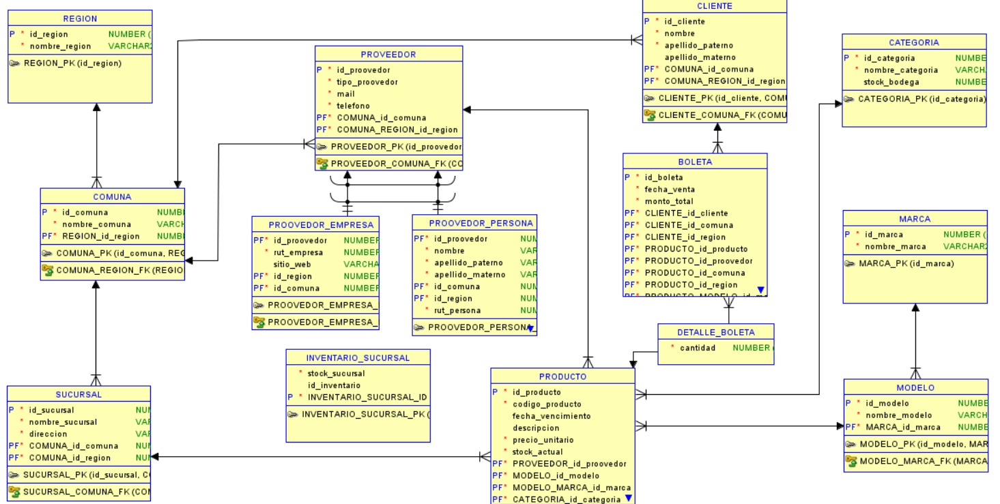 REGION
P * id_region NUMBER (
* nombre_region VARCHAR2
REGION_PK (id_region)
CLIENTE
P * id_cliente
* nombre
* apellido_paterno
apellido_materno
PF* COMUNA_id_comuna
PF* COMUNA_REGION_id_region
CLIENTE_PK (id_cliente, COMU
CLIENTE_COMUNA_FK (COMU
CATEGORIA
P * id_categoria NUMBE
* nombre_categoria VARCH
stock_bodega NUMBE
CATEGORIA_PK (id_categoria)
PROVEEDOR
P * id_proovedor
* tipo_proovedor
* mail
* telefono
PF* COMUNA_id_comuna
PF* COMUNA_REGION_id_region
PROVEEDOR_PK (id_proovedor
PROVEEDOR_COMUNA_FK (CO
COMUNA
P * id_comuna NUMBE
* nombre_comuna VARCH
PF* REGION_id_region NUMBE
COMUNA_PK (id_comuna, REG
COMUNA_REGION_FK (REGIO
BOLETA
P * id_boleta
* fecha_venta
* monto_total
PF* CLIENTE_id_cliente
PF* CLIENTE_id_comuna
PF* CLIENTE_id_region
PF* PRODUCTO_id_producto
PF* PRODUCTO_id_proovedor
PF* PRODUCTO_id_comuna
PF* PRODUCTO_id_region
MARCA
P * id_marca NUMBER (
* nombre_marca VARCHAR2
MARCA_PK (id_marca)
PROOVEDOR_EMPRESA
PF* id_proovedor NUMBER
* rut_empresa NUMBER
sitio_web VARCHA
PF* id_region NUMBER
PF* id_comuna NUMBER
PROOVEDOR_EMPRESA_
PROOVEDOR_EMPRESA_
PROOVEDOR_PERSONA
PF* id_proovedor NUM
* nombre VAR
* apellido_paterno VAR
* apellido_materno VAR
PF* id_comuna NUM
PF* id_region NUM
* rut_persona NUM
PROOVEDOR_PERSONA_
DETALLE_BOLETA
* cantidad NUMBER (
INVENTARIO_SUCURSAL
* stock_sucursal
id_inventario
P * INVENTARIO_SUCURSAL_ID
INVENTARIO_SUCURSAL_PK (
SUCURSAL
P * id_sucursal NUM
* nombre_sucursal VAR
* direccion VAR
PF* COMUNA_id_comuna NUM
PF* COMUNA_id_region NUM
SUCURSAL_PK (id_sucursal, CO
SUCURSAL_COMUNA_FK (COM
PRODUCTO
P * id_producto
* codigo_producto
fecha_vencimiento
descripcion
* precio_unitario
* stock_actual
PF* PROVEEDOR_id_proovedor
PF* MODELO_id_modelo
PF* MODELO_MARCA_id_marca
PF* CATEGORIA_id_categoria
MODELO
P * id_modelo NUMBE
* nombre_modelo VARCH
PF* MARCA_id_marca NUMBE
MODELO_PK (id_modelo, MAR
MODELO_MARCA_FK (MARCA